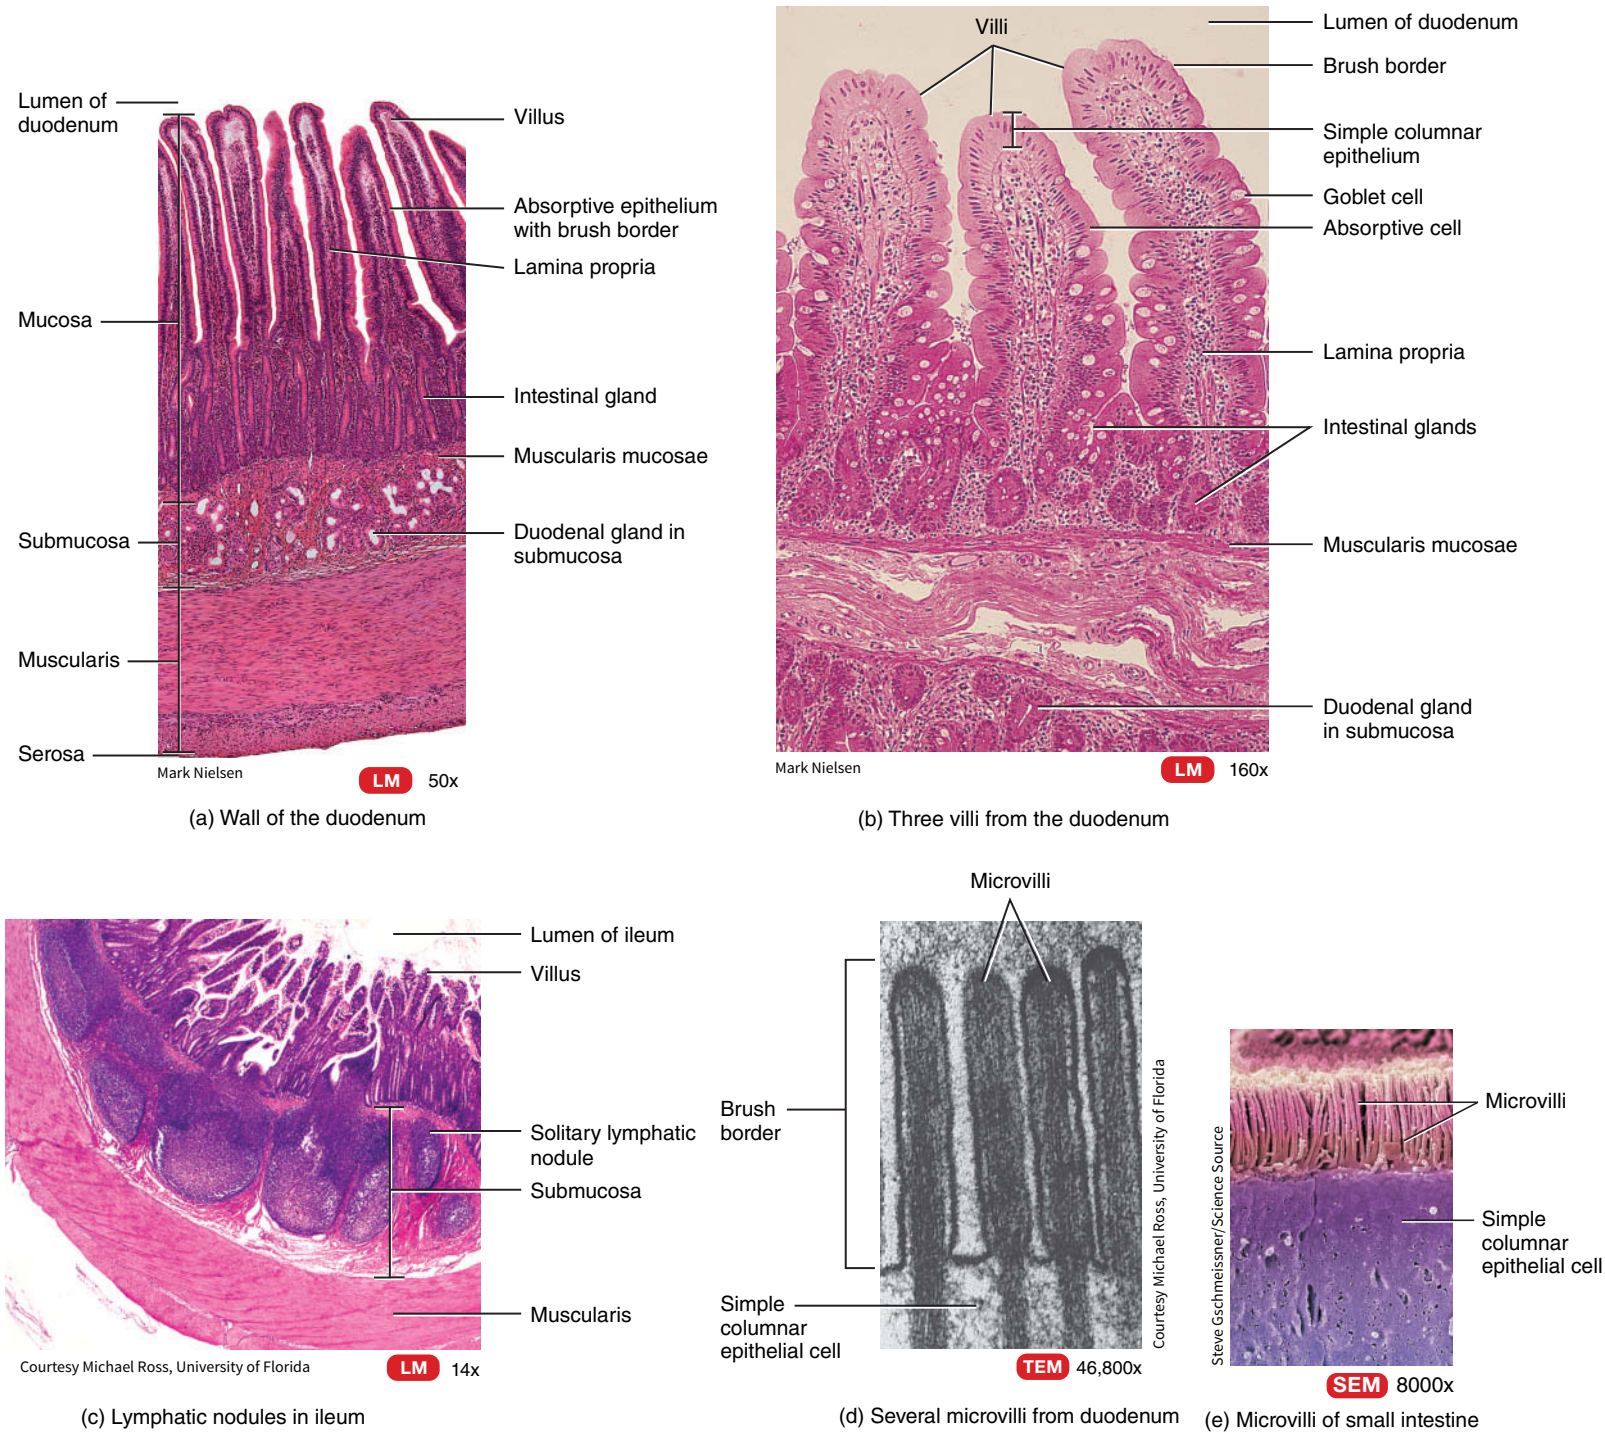 Lumen of
duodenum
Mucosa
Submucosa
Muscularis
Serosa
Villus
Absorptive epithelium
with brush border
Lamina propria
Intestinal gland
Muscularis mucosae
Duodenal gland in
submucosa
Mark Nielsen
LM 50x
(a) Wall of the duodenum
Villi
Lumen of duodenum
Brush border
Simple columnar
epithelium
Goblet cell
Absorptive cell
Lamina propria
Intestinal glands
Muscularis mucosae
Duodenal gland
in submucosa
Mark Nielsen
LM 160x
(b) Three villi from the duodenum
Lumen of ileum
Villus
Solitary lymphatic
nodule
Submucosa
Muscularis
Courtesy Michael Ross, University of Florida
LM 14x
(c) Lymphatic nodules in ileum
Microvilli
Brush
border
Simple
columnar
epithelial cell
Courtesy Michael Ross, University of Florida
TEM 46,800x
(d) Several microvilli from duodenum
Steve Gschmeissner/Science Source
Microvilli
Simple
columnar
epithelial cell
SEM 8000x
(e) Microvilli of small intestine